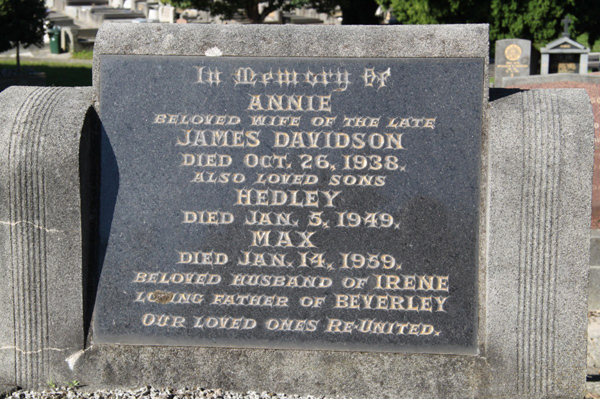 In Memory Of
ANNIE
BELOVED WIFE OF THE LATE
JAMES DAVIDSON
DIED OCT. 26, 1938.
ALSO LOVED SONS
HEDLEY
DIED JAN. 5, 1949.
MAX
DIED JAN. 14, 1959.
BELOVED HUSBAND OF IRENE
LOVING FATHER OF BEVERLEY
OUR LOVED ONES RE-UNITED.